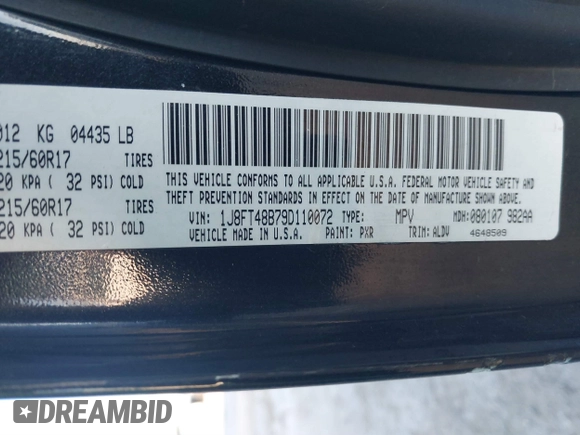 012 KG 04435 LB
215/60R17 TIRES
20 KPA ( 32 PSI) COLD
215/60R17 TIRES
20 KPA ( 32 PSI) COLD
THIS VEHICLE CONFORMS TO ALL APPLICABLE U.S.A. FEDERAL MOTOR VEHICLE SAFETY AND
THEFT PREVENTION STANDARDS IN EFFECT ON THE DATE OF MANUFACTURE SHOWN ABOVE.
VIN: 1J8FT48B79D110072 TYPE: MPV MDH: 080107 982AA
VEHICLE MADE IN U.S.A. PAINT: PXR TRIM: ALDV 4648509
DREAMBID